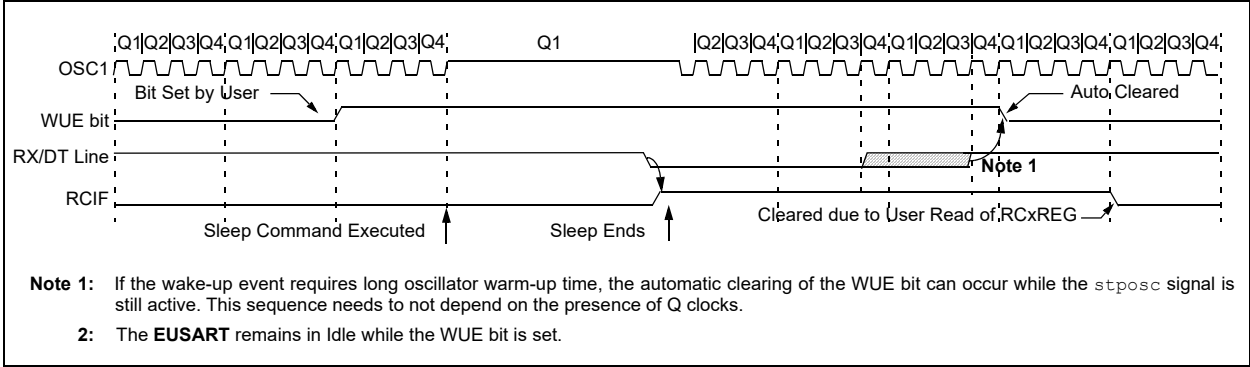 Q1|Q2|Q3|Q4|Q1|Q2|Q3|Q4|Q1|Q2|Q3|Q4 Q1 Q2|Q3|Q4|Q1|Q2|Q3|Q4|Q1|Q2|Q3|Q4|Q1|Q2|Q3|Q4|Q1|Q2|Q3|Q4
OSC1
Bit Set by User Auto Cleared
WUE bit
RX/DT Line
Note 1
RCIF
Cleared due to User Read of RCxREG
Sleep Command Executed Sleep Ends
Note 1: If the wake-up event requires long oscillator warm-up time, the automatic clearing of the WUE bit can occur while the stposc signal is
still active. This sequence needs to not depend on the presence of Q clocks.
2: The EUSART remains in Idle while the WUE bit is set.